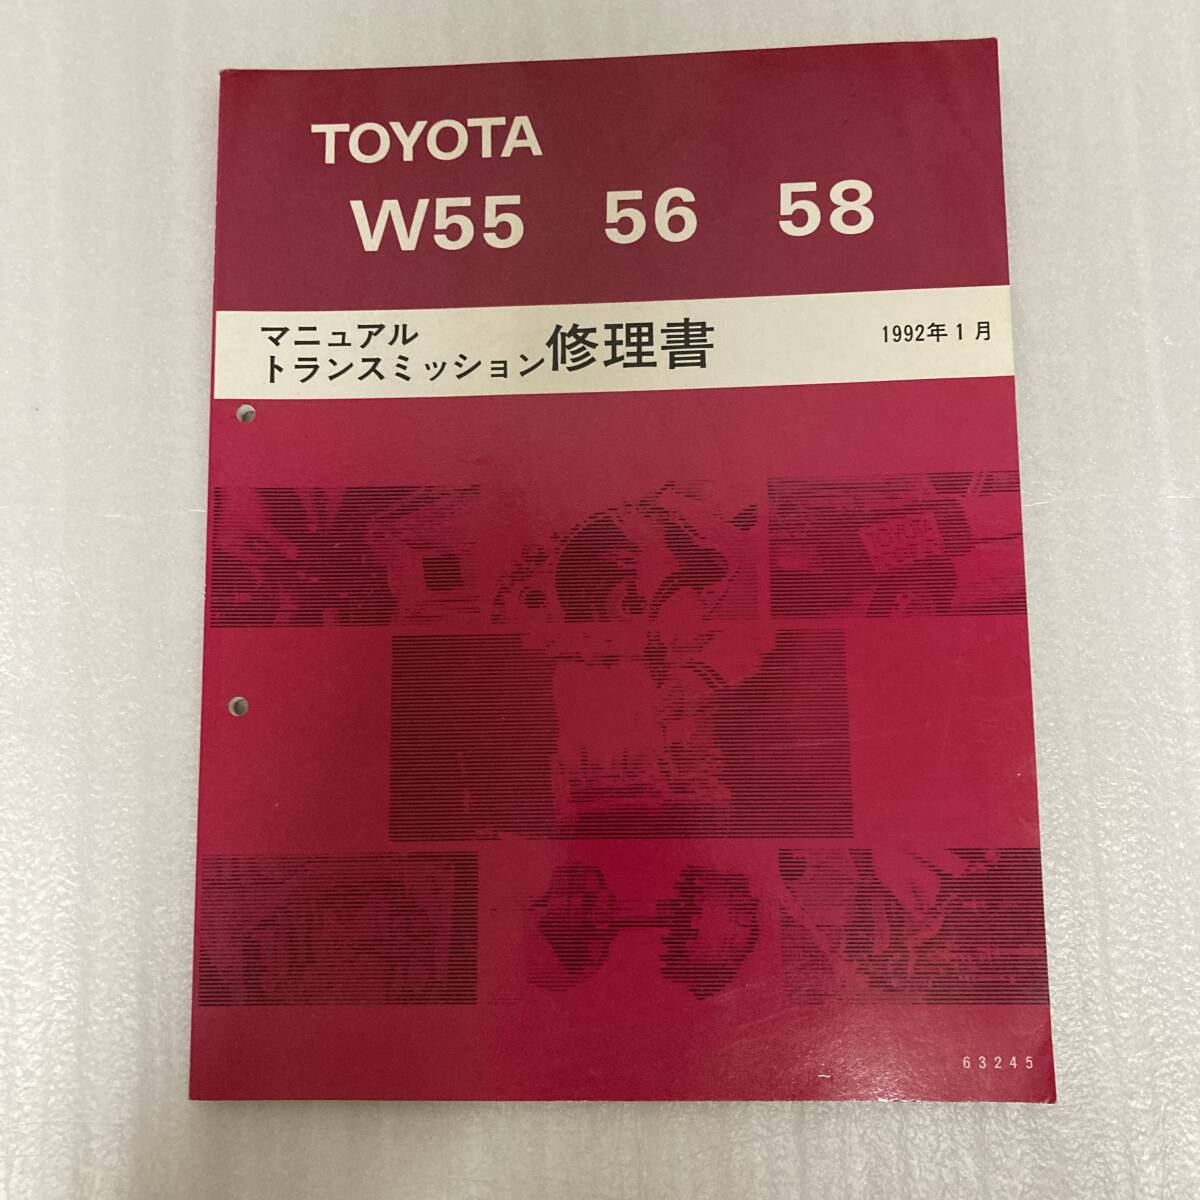 TOYOTA
W55 56 58
マニュアル
トランスミッション修理書 1992年1月
63245